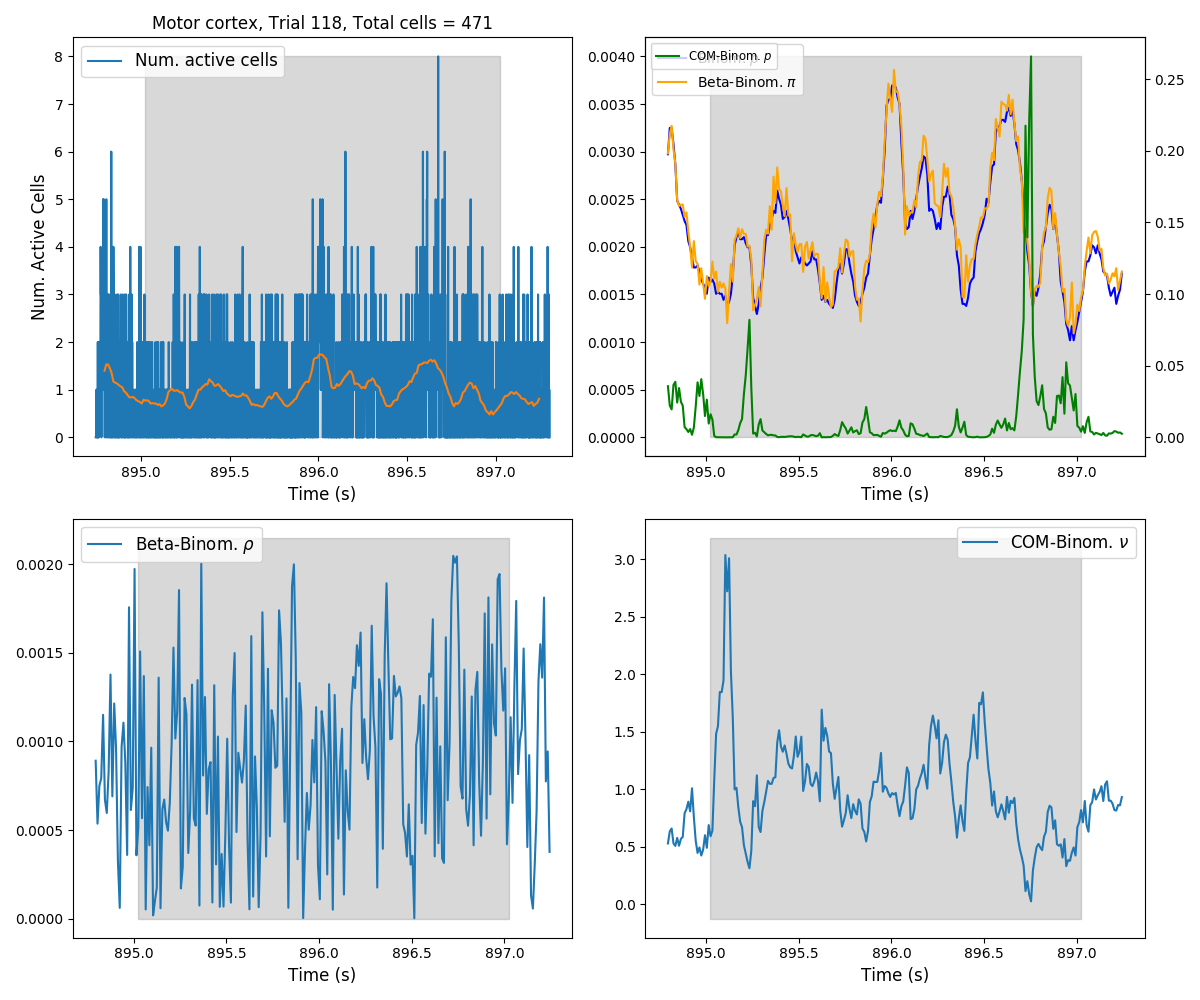 Motor cortex, Trial 118, Total cells = 471
Num. active cells
Num. Active Cells
8
7
6
5
4
3
2
1
0
895.0 895.5 896.0 896.5 897.0
Time (s)
COM-Binom. p
Beta-Binom. π
0.0040
0.0035
0.0030
0.0025
0.0020
0.0015
0.0010
0.0005
0.0000
0.25
0.20
0.15
0.10
0.05
0.00
895.0 895.5 896.0 896.5 897.0
Time (s)
Beta-Binom. ρ
0.0020
0.0015
0.0010
0.0005
0.0000
895.0 895.5 896.0 896.5 897.0
Time (s)
COM-Binom. ν
3.0
2.5
2.0
1.5
1.0
0.5
0.0
895.0 895.5 896.0 896.5 897.0
Time (s)